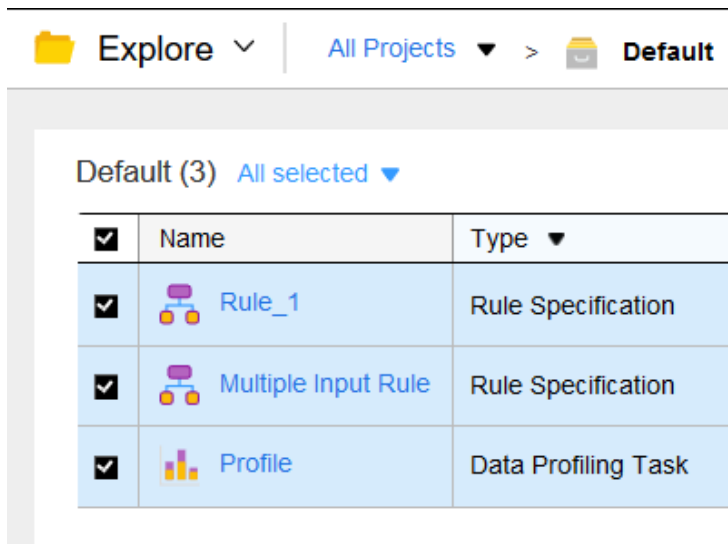 Explore All Projects > Default
Default (3) All selected
Name Type
Rule_1 Rule Specification
Multiple Input Rule Rule Specification
Profile Data Profiling Task